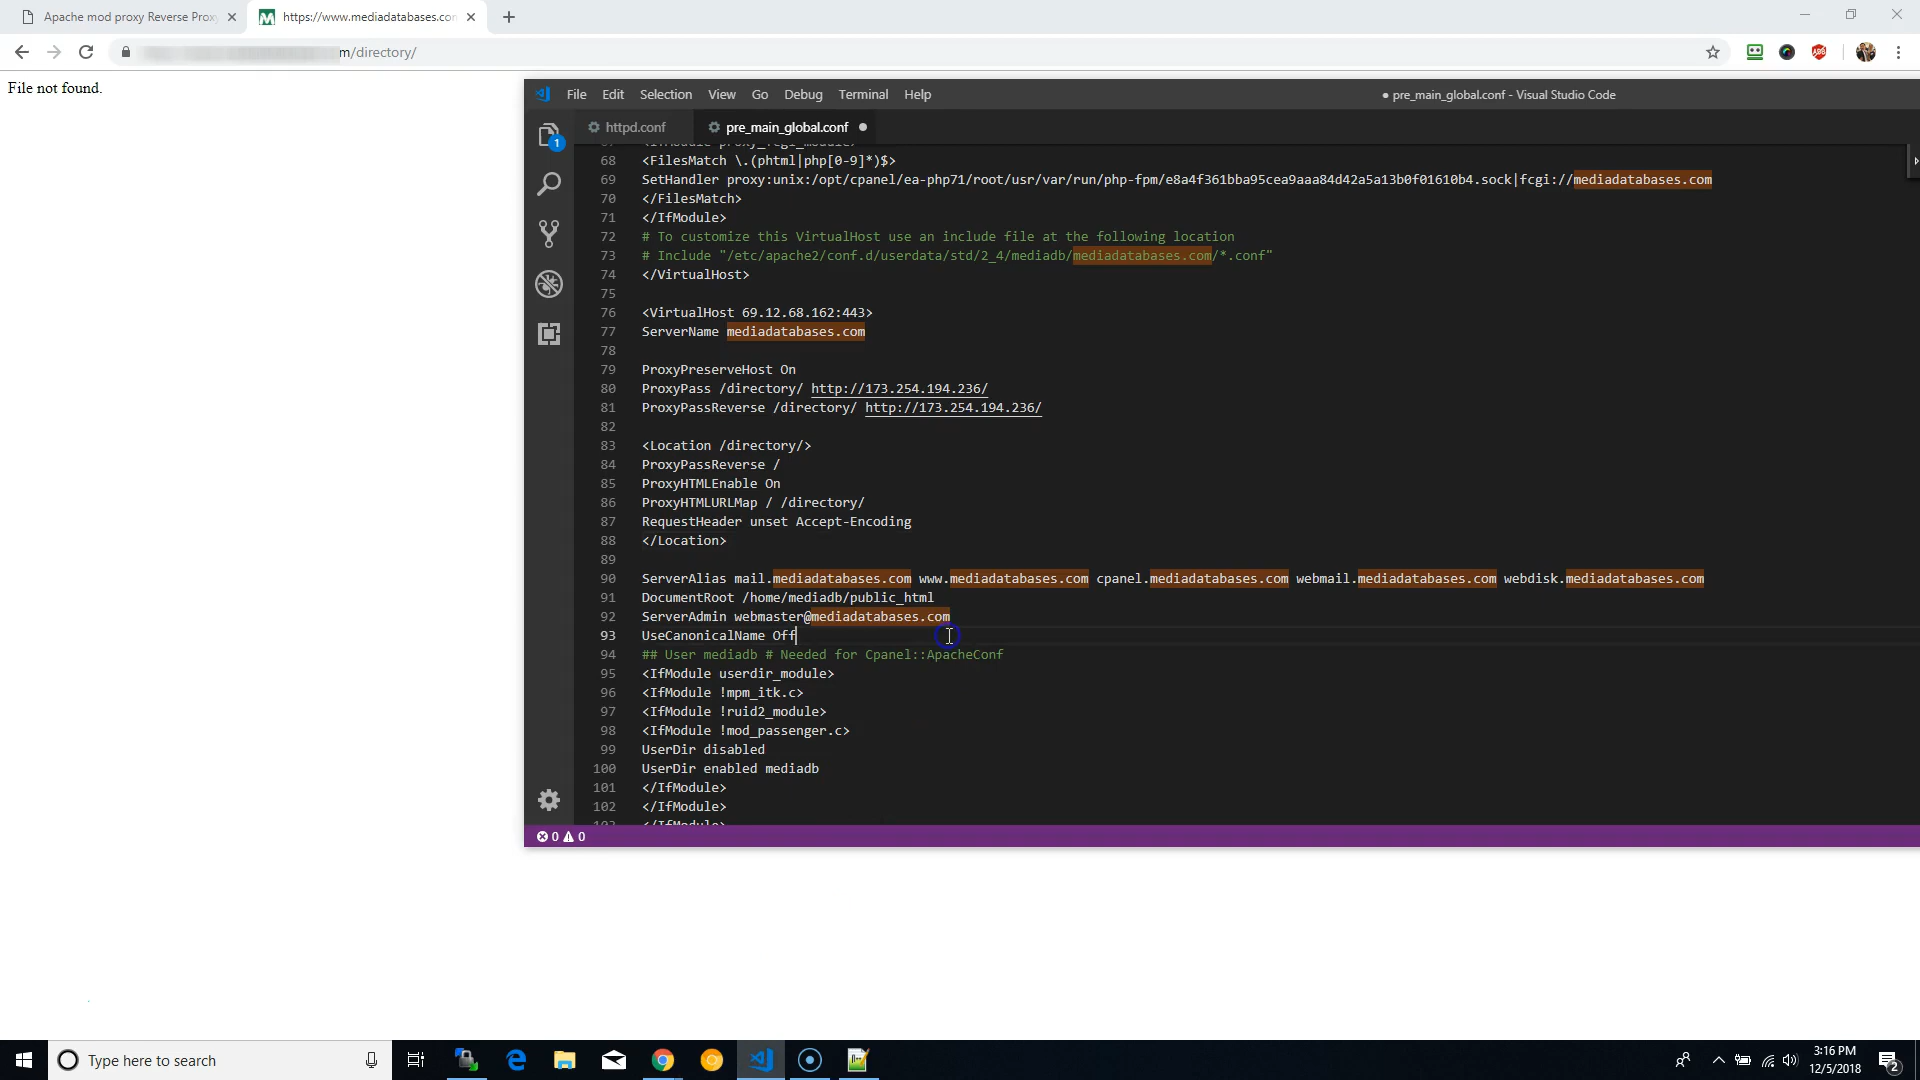 Apache mod proxy Reverse Proxy
https://www.mediadatabases.com
m/directory/
File not found.
File Edit Selection View Go Debug Terminal Help
● pre_main_global.conf - Visual Studio Code
1
httpd.conf
pre_main_global.conf
67 <IfModule proxy_fcgi_module>
68 <FilesMatch \.(phtml|php[0-9]*)$>
69 SetHandler proxy:unix:/opt/cpanel/ea-php71/root/usr/var/run/php-fpm/e8a4f361bba95cea9aaa84d42a5a13b0f01610b4.sock|fcgi://mediadatabases.com
70 </FilesMatch>
71 </IfModule>
72 # To customize this VirtualHost use an include file at the following location
73 # Include "/etc/apache2/conf.d/userdata/std/2_4/mediadb/mediadatabases.com/*.conf"
74 </VirtualHost>
75
76 <VirtualHost 69.12.68.162:443>
77 ServerName mediadatabases.com
78
79 ProxyPreserveHost On
80 ProxyPass /directory/ http://173.254.194.236/
81 ProxyPassReverse /directory/ http://173.254.194.236/
82
83 <Location /directory/>
84 ProxyPassReverse /
85 ProxyHTMLEnable On
86 ProxyHTMLURLMap / /directory/
87 RequestHeader unset Accept-Encoding
88 </Location>
89
90 ServerAlias mail.mediadatabases.com www.mediadatabases.com cpanel.mediadatabases.com webmail.mediadatabases.com webdisk.mediadatabases.com
91 DocumentRoot /home/mediadb/public_html
92 ServerAdmin webmaster@mediadatabases.com
93 UseCanonicalName Off
94 ## User mediadb # Needed for Cpanel::ApacheConf
95 <IfModule userdir_module>
96 <IfModule !mpm_itk.c>
97 <IfModule !ruid2_module>
98 <IfModule !mod_passenger.c>
99 UserDir disabled
100 UserDir enabled mediadb
101 </IfModule>
102 </IfModule>
103 </IfModule>
0 0
Type here to search
3:16 PM
12/5/2018
2